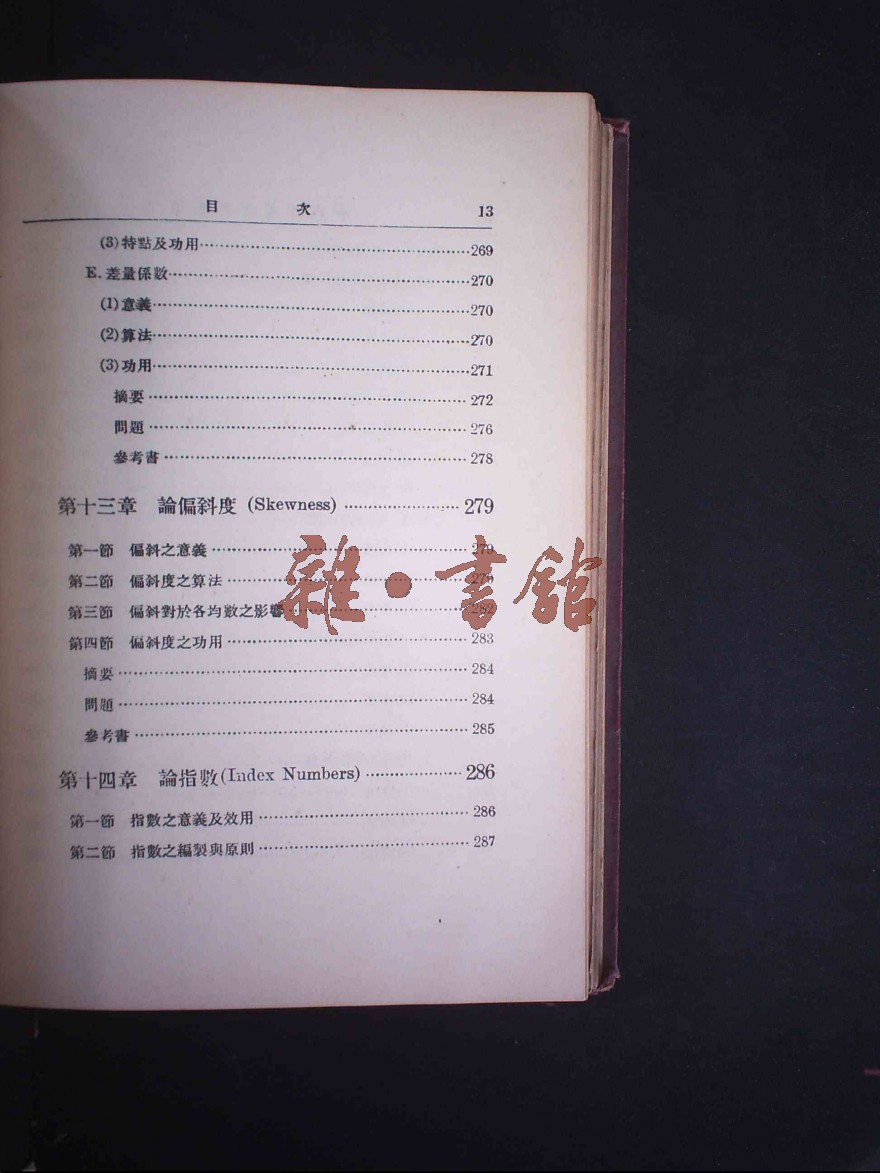 目 次 13
(3)特點及功用……269
E.差量係數……270
(1)意義……270
(2)算法……270
(3)功用……271
摘要……272
問題……276
參考書……278
第十三章 論偏斜度 (Skewness)……279
第一節 偏斜之意義……279
第二節 偏斜度之算法……279
第三節 偏斜對於各均數之影響……282
第四節 偏斜度之功用……283
摘要……284
問題……284
參考書……285
第十四章 論指數(Index Numbers)……286
第一節 指數之意義及效用……286
第二節 指數之編製與原則……287
雜·書館